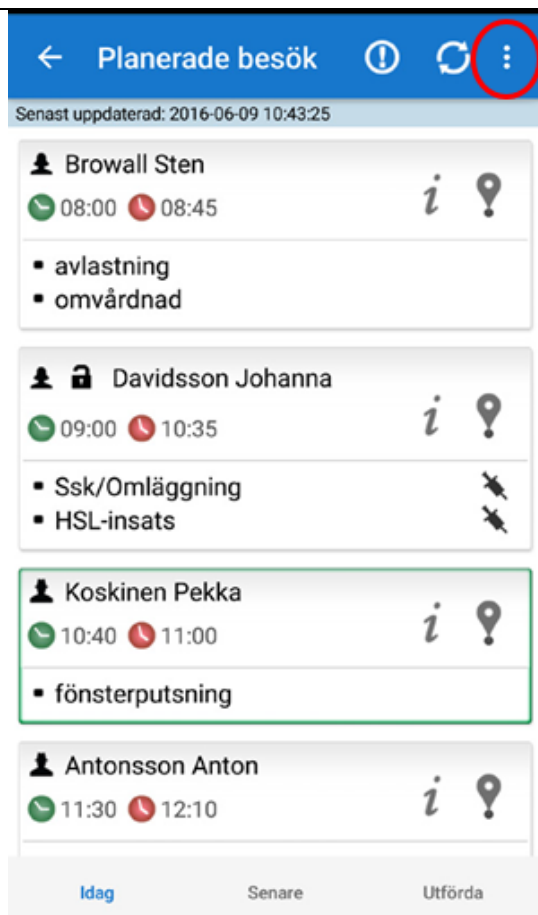 Planerade besök
Senast uppdaterad: 2016-06-09 10:43:25
Browall Sten
08:00 08:45
▪ avlastning
▪ omvårdnad
Davidsson Johanna
09:00 10:35
▪ Ssk/Omläggning
▪ HSL-insats
Koskinen Pekka
10:40 11:00
▪ fönsterputsning
Antonsson Anton
11:30 12:10
Idag Senare Utförda